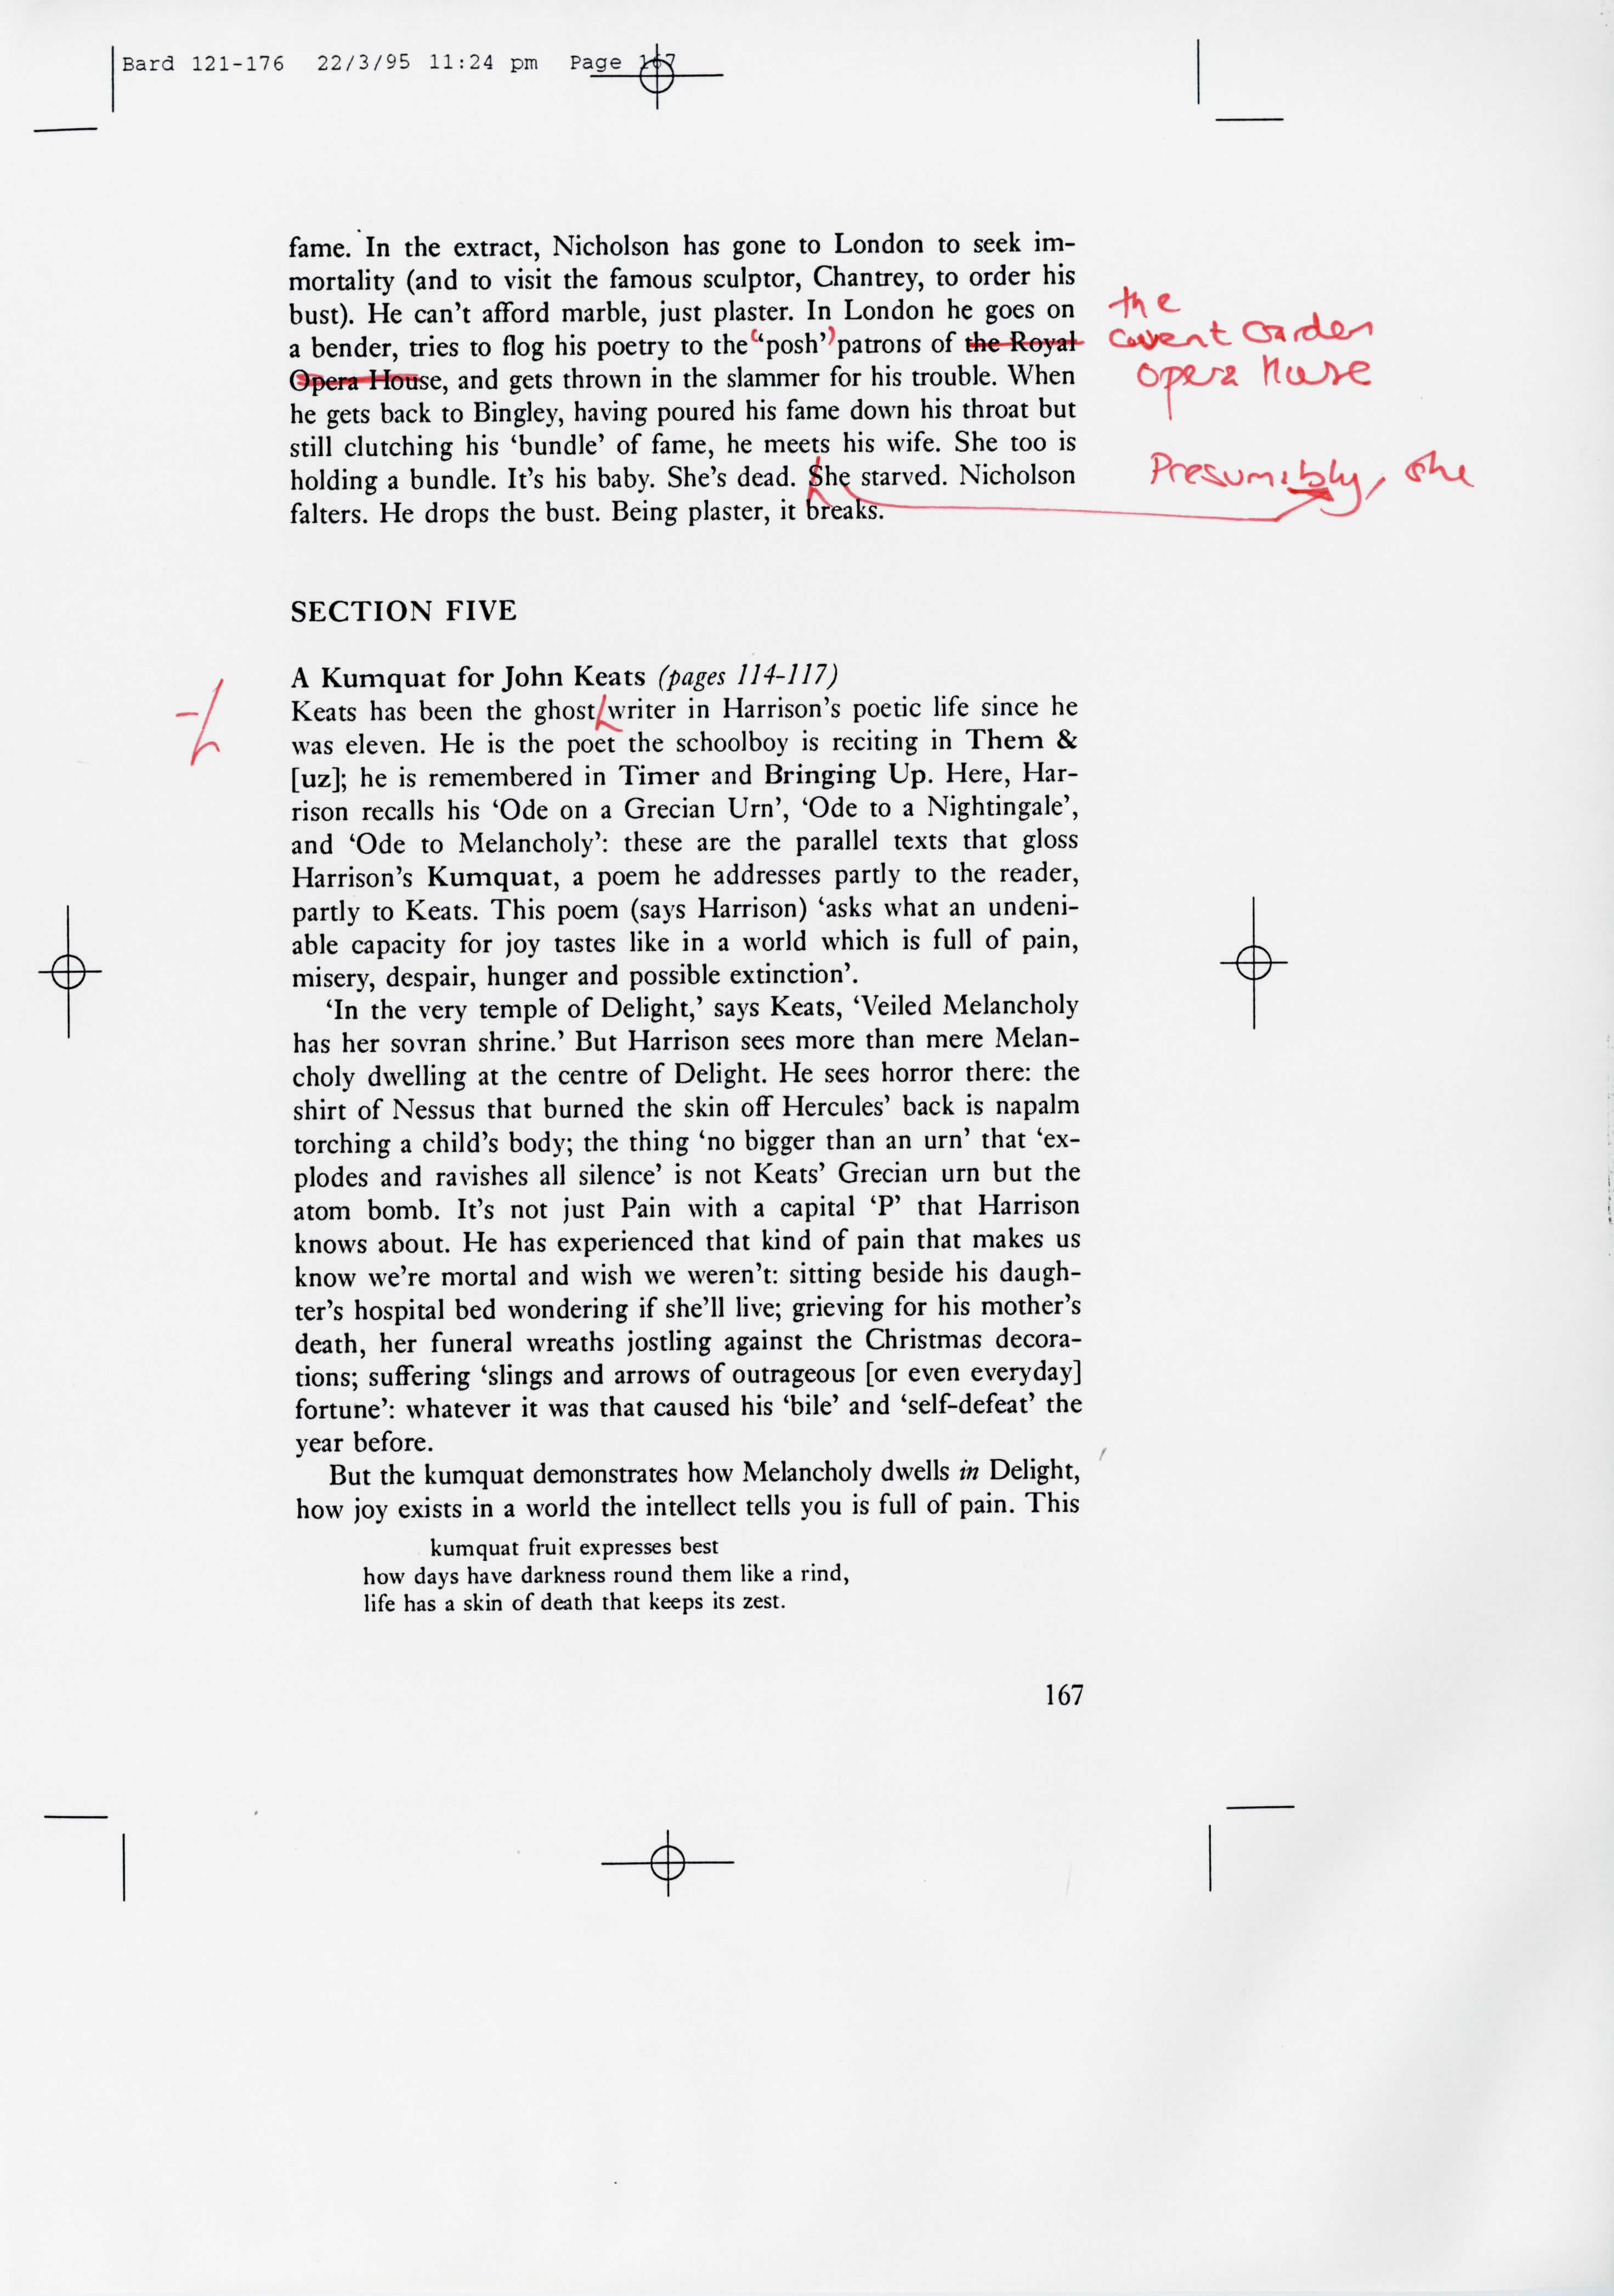 Bard 121-176 22/3/95 11:24 pm Page 167
fame. In the extract, Nicholson has gone to London to seek im-
mortality (and to visit the famous sculptor, Chantrey, to order his
bust). He can't afford marble, just plaster. In London he goes on
a bender, tries to flog his poetry to the (‘posh’) patrons of the Royal
Opera House, and gets thrown in the slammer for his trouble. When
the
Covent Garden
Opera House
he gets back to Bingley, having poured his fame down his throat but
still clutching his ‘bundle’ of fame, he meets his wife. She too is
holding a bundle. It's his baby. She's dead. She starved. Nicholson
Presumably, she
falters. He drops the bust. Being plaster, it breaks.
SECTION FIVE
A Kumquat for John Keats (pages 114-117)
Keats has been the ghost writer in Harrison's poetic life since he
-
was eleven. He is the poet the schoolboy is reciting in Them &
[uz]; he is remembered in Timer and Bringing Up. Here, Har-
rison recalls his ‘Ode on a Grecian Urn’, ‘Ode to a Nightingale’,
and ‘Ode to Melancholy’: these are the parallel texts that gloss
Harrison's Kumquat, a poem he addresses partly to the reader,
partly to Keats. This poem (says Harrison) ‘asks what an undeni-
able capacity for joy tastes like in a world which is full of pain,
misery, despair, hunger and possible extinction’.
‘In the very temple of Delight,’ says Keats, ‘Veiled Melancholy
has her sovran shrine.’ But Harrison sees more than mere Melan-
choly dwelling at the centre of Delight. He sees horror there: the
shirt of Nessus that burned the skin off Hercules’ back is napalm
torching a child's body; the thing ‘no bigger than an urn’ that ‘ex-
plodes and ravishes all silence’ is not Keats’ Grecian urn but the
atom bomb. It's not just Pain with a capital ‘P’ that Harrison
knows about. He has experienced that kind of pain that makes us
know we're mortal and wish we weren't: sitting beside his daugh-
ter's hospital bed wondering if she'll live; grieving for his mother's
death, her funeral wreaths jostling against the Christmas decora-
tions; suffering ‘slings and arrows of outrageous [or even everyday]
fortune’: whatever it was that caused his ‘bile’ and ‘self-defeat’ the
year before.
But the kumquat demonstrates how Melancholy dwells in Delight,
how joy exists in a world the intellect tells you is full of pain. This
kumquat fruit expresses best
how days have darkness round them like a rind,
life has a skin of death that keeps its zest.
167